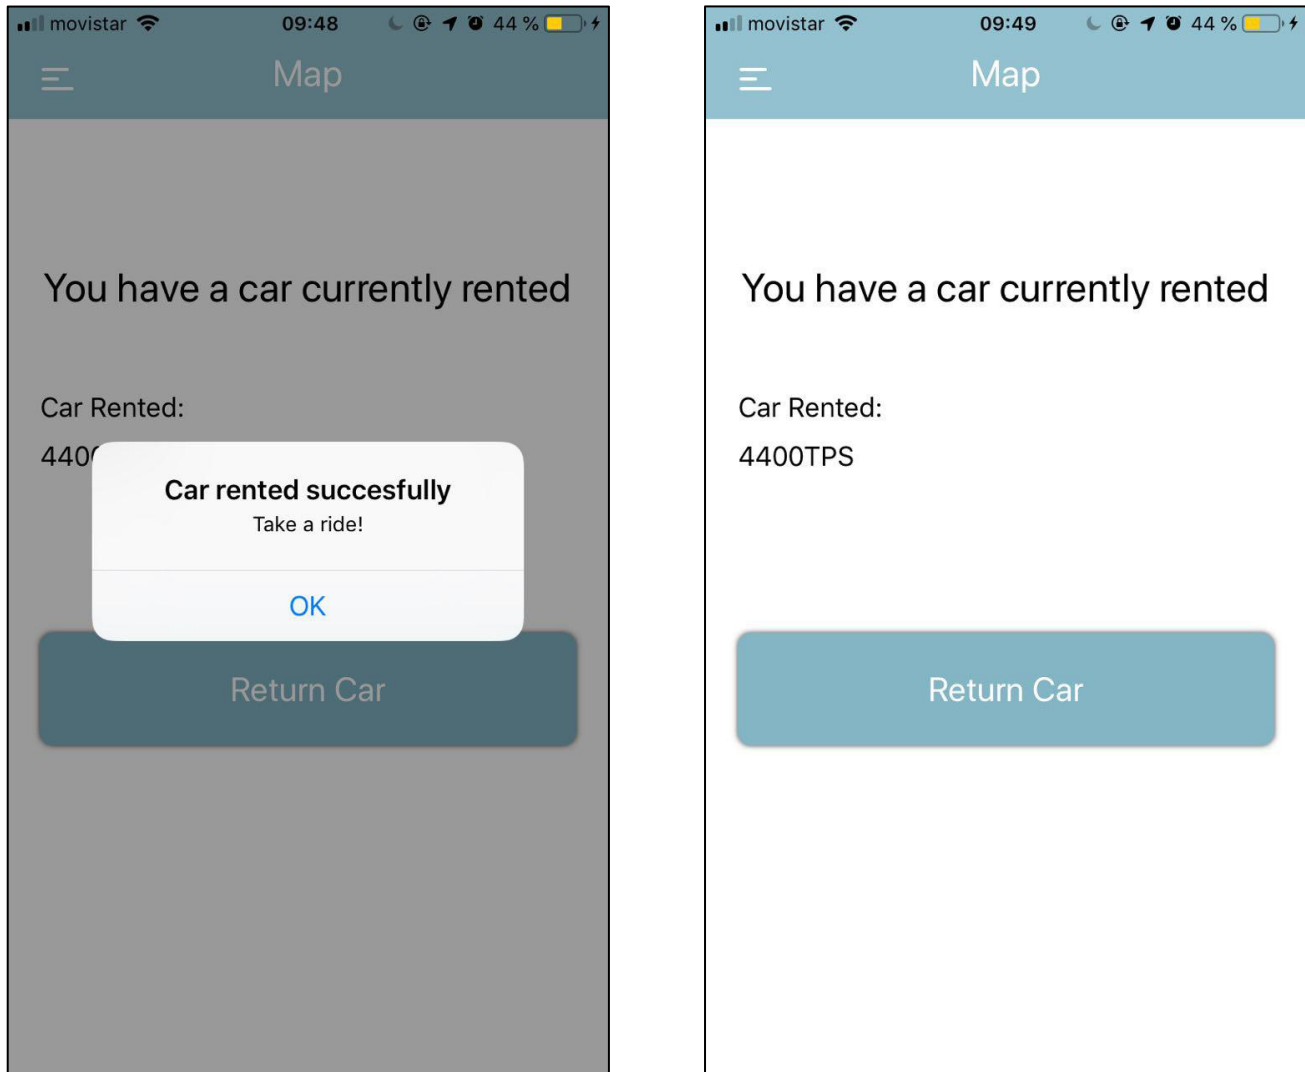 movistar 09:48 44 %
Map
You have a car currently rented
Car Rented:
440
Car rented succesfully
Take a ride!
OK
Return Car
movistar 09:49 44 %
Map
You have a car currently rented
Car Rented:
4400TPS
Return Car